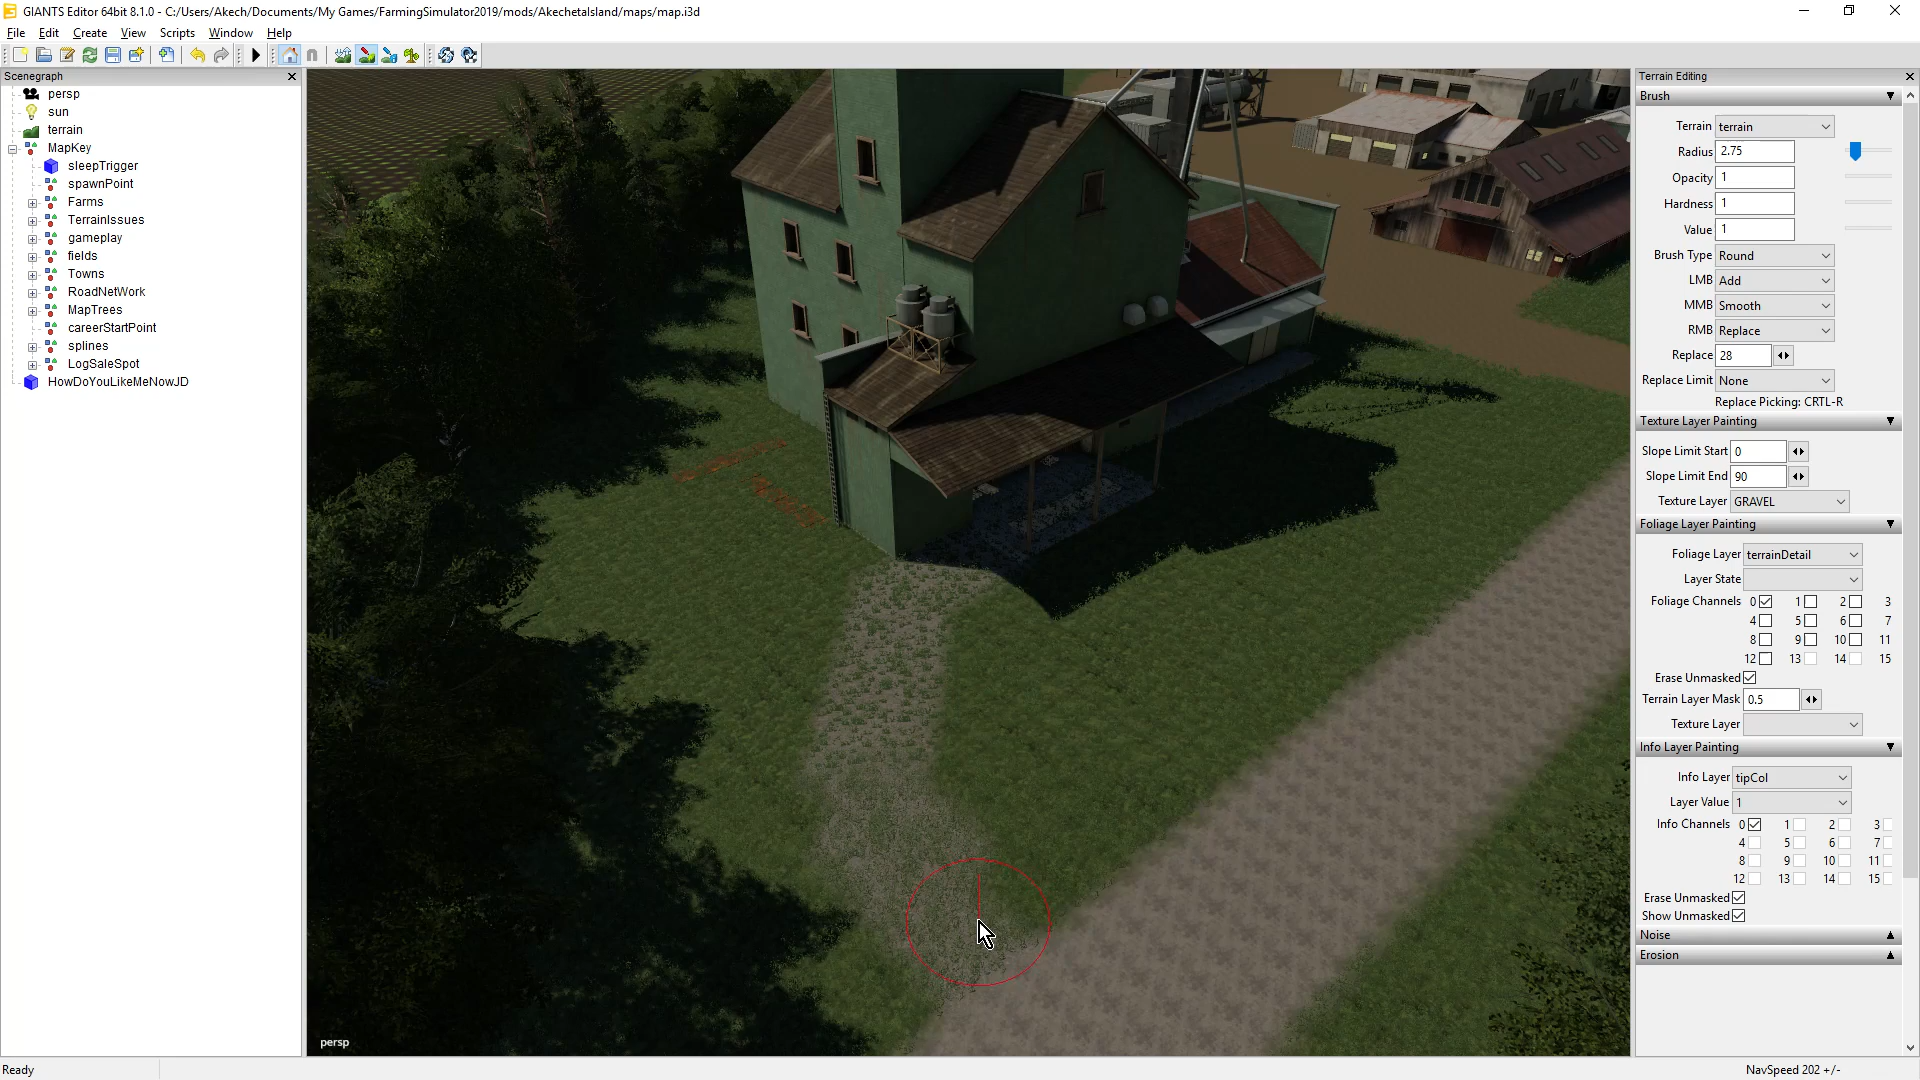 GIANTS Editor 64bit 8.1.0 - C:/Users/Akech/Documents/My Games/FarmingSimulator2019/mods/AkechetaIsland/maps/map.i3d
File Edit Create View Scripts Window Help
Scenegraph
persp
sun
terrain
MapKey
sleepTrigger
spawnPoint
Farms
TerrainIssues
gameplay
fields
Towns
RoadNetWork
MapTrees
careerStartPoint
splines
LogSaleSpot
HowDoYouLikeMeNowJD
persp
Terrain Editing
Brush
Terrain terrain
Radius 2.75
Opacity 1
Hardness 1
Value 1
Brush Type Round
LMB Add
MMB Smooth
RMB Replace
Replace 28
Replace Limit None
Replace Picking: CRTL-R
Texture Layer Painting
Slope Limit Start 0
Slope Limit End 90
Texture Layer GRAVEL
Foliage Layer Painting
Foliage Layer terrainDetail
Layer State
Foliage Channels 0 1 2 3
4 5 6 7
8 9 10 11
12 13 14 15
Erase Unmasked
Terrain Layer Mask 0.5
Texture Layer
Info Layer Painting
Info Layer tipCol
Layer Value 1
Info Channels 0 1 2 3
4 5 6 7
8 9 10 11
12 13 14 15
Erase Unmasked
Show Unmasked
Noise
Erosion
Ready
NavSpeed 202 +/-